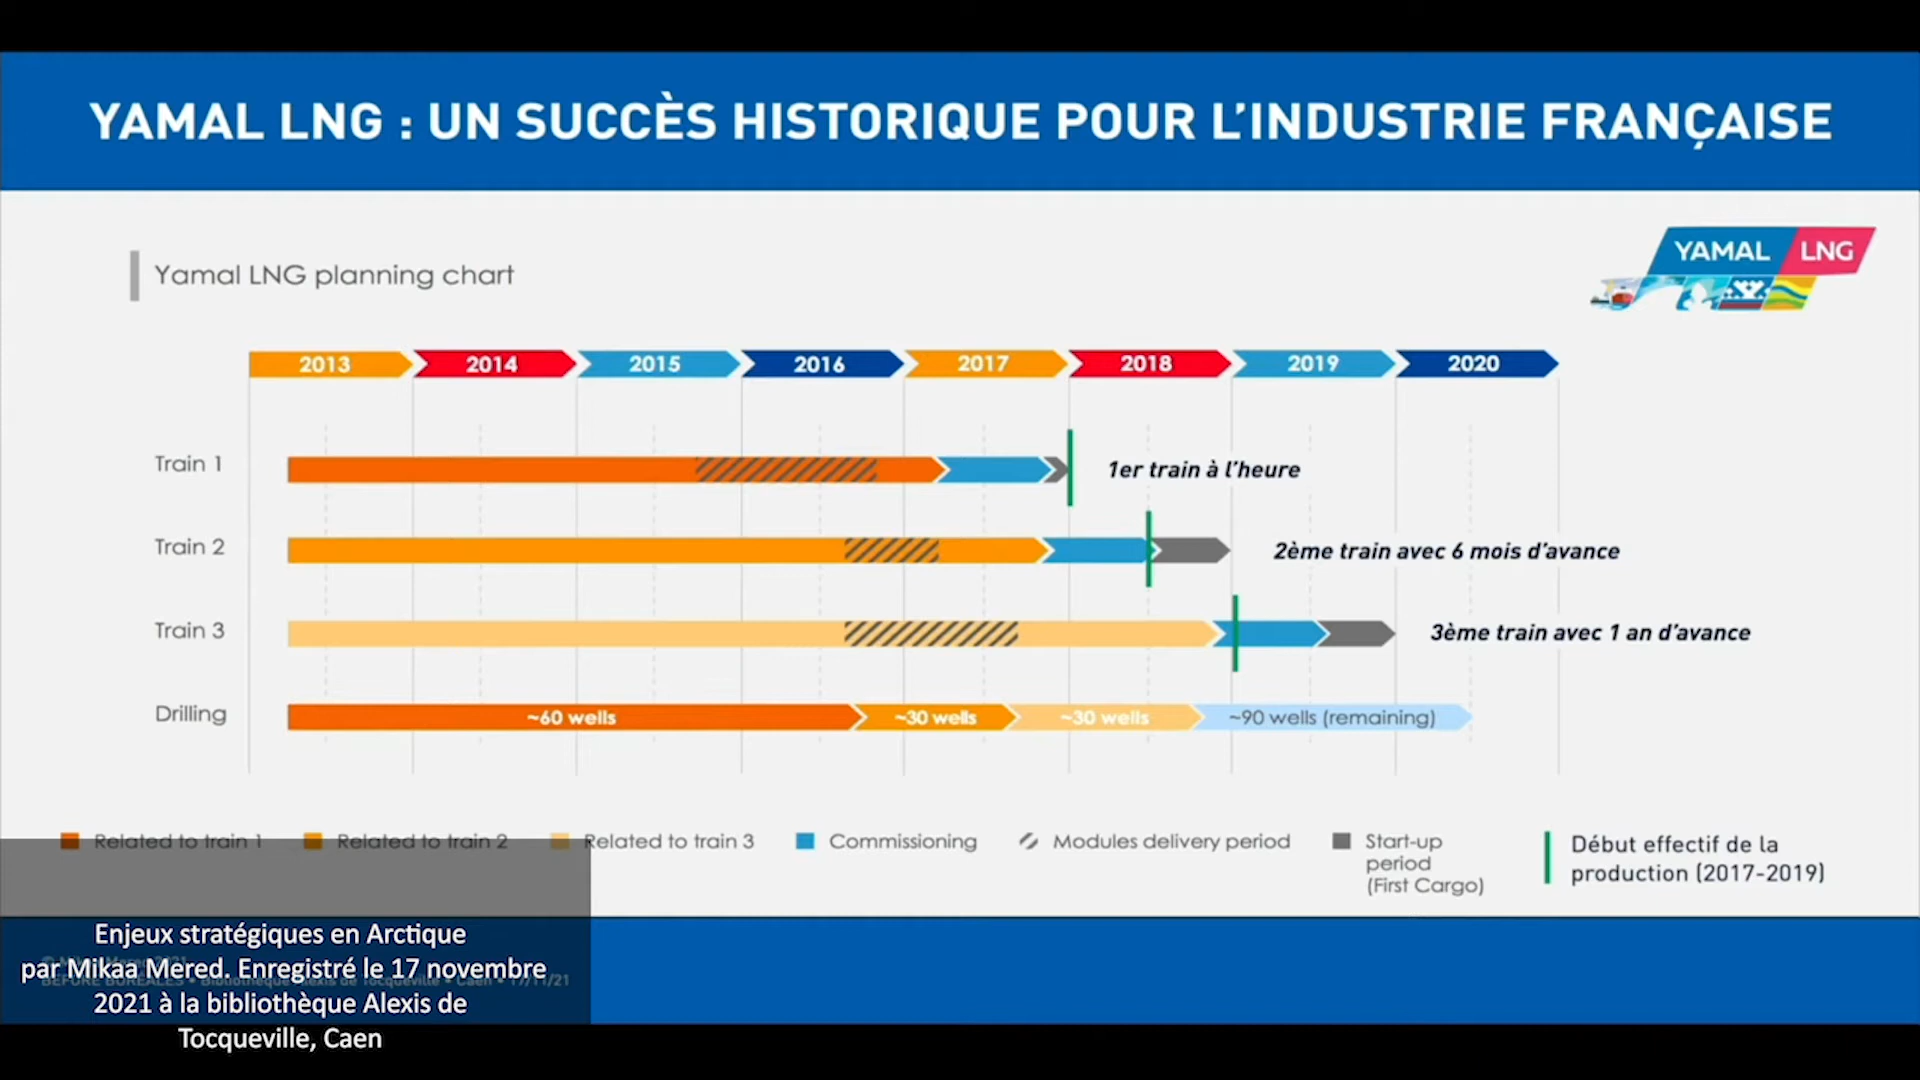 YAMAL LNG : UN SUCCÈS HISTORIQUE POUR L'INDUSTRIE FRANÇAISE
YAMAL LNG
Yamal LNG planning chart
2013 2014 2015 2016 2017 2018 2019 2020
Train 1
1er train à l'heure
Train 2
2ème train avec 6 mois d'avance
Train 3
3ème train avec 1 an d'avance
Drilling
~60 wells
~30 wells
~30 wells
~90 wells (remaining)
Related to train 1
Related to train 2
Related to train 3
Commissioning
Modules delivery period
Start-up
period
(First Cargo)
Début effectif de la
production (2017-2019)
Enjeux stratégiques en Arctique
par Mikaa Mered. Enregistré le 17 novembre
2021 à la bibliothèque Alexis de
Tocqueville, Caen